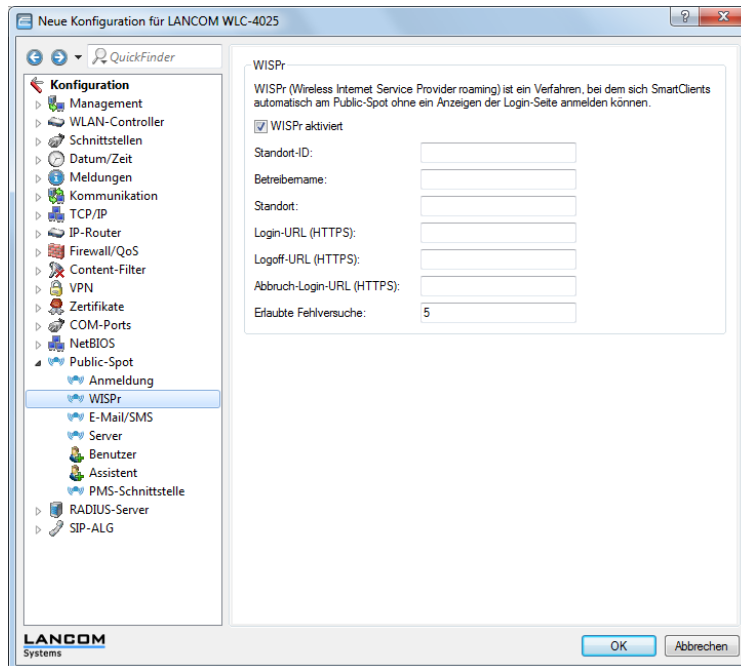 Neue Konfiguration für LANCOM WLC-4025
QuickFinder
Konfiguration
Management
WLAN-Controller
Schnittstellen
Datum/Zeit
Meldungen
Kommunikation
TCP/IP
IP-Router
Firewall/QoS
Content-Filter
VPN
Zertifikate
COM-Ports
NetBIOS
Public-Spot
Anmeldung
WISPr
E-Mail/SMS
Server
Benutzer
Assistent
PMS-Schnittstelle
RADIUS-Server
SIP-ALG
WISPr
WISPr (Wireless Internet Service Provider roaming) ist ein Verfahren, bei dem sich SmartClients
automatisch am Public-Spot ohne ein Anzeigen der Login-Seite anmelden können.
WISPr aktiviert
Standort-ID:
Betreibername:
Standort:
Login-URL (HTTPS):
Logoff-URL (HTTPS):
Abbruch-Login-URL (HTTPS):
Erlaubte Fehlversuche: 5
LANCOM
Systems
OK Abbrechen